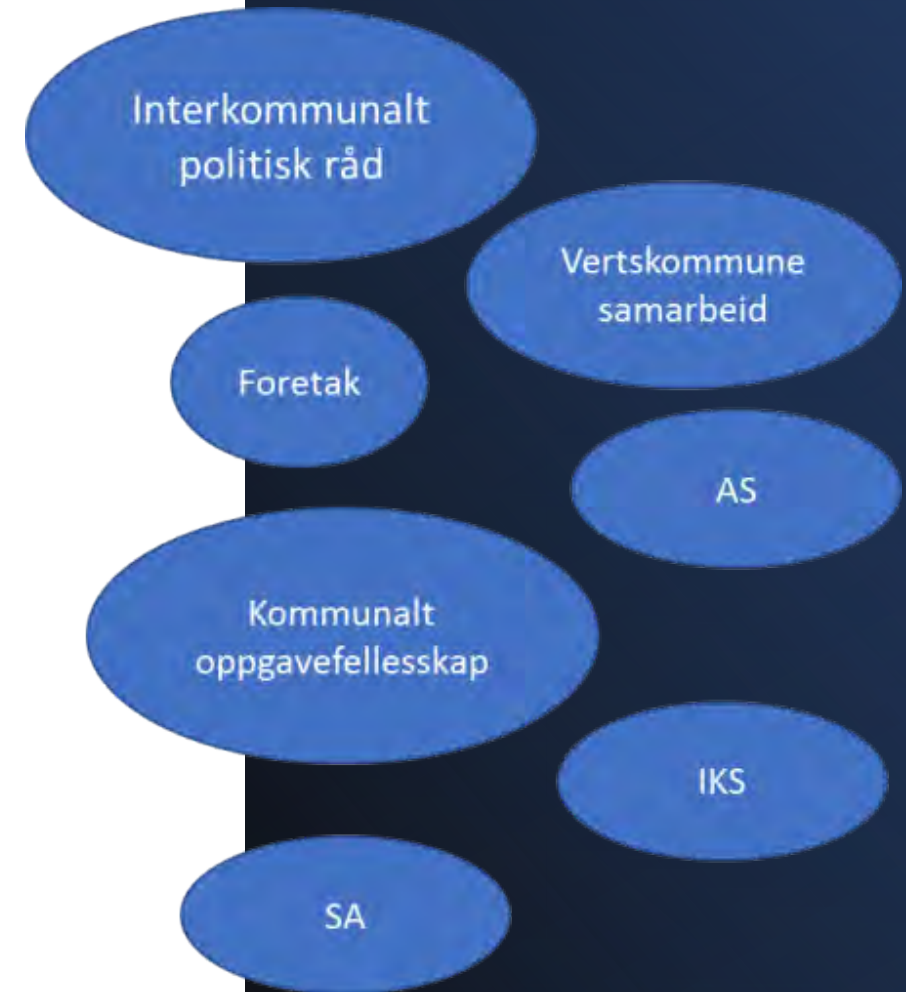 Interkommunalt
politisk råd
Vertskommune
samarbeid
Foretak
AS
Kommunalt
oppgavefellesskap
IKS
SA